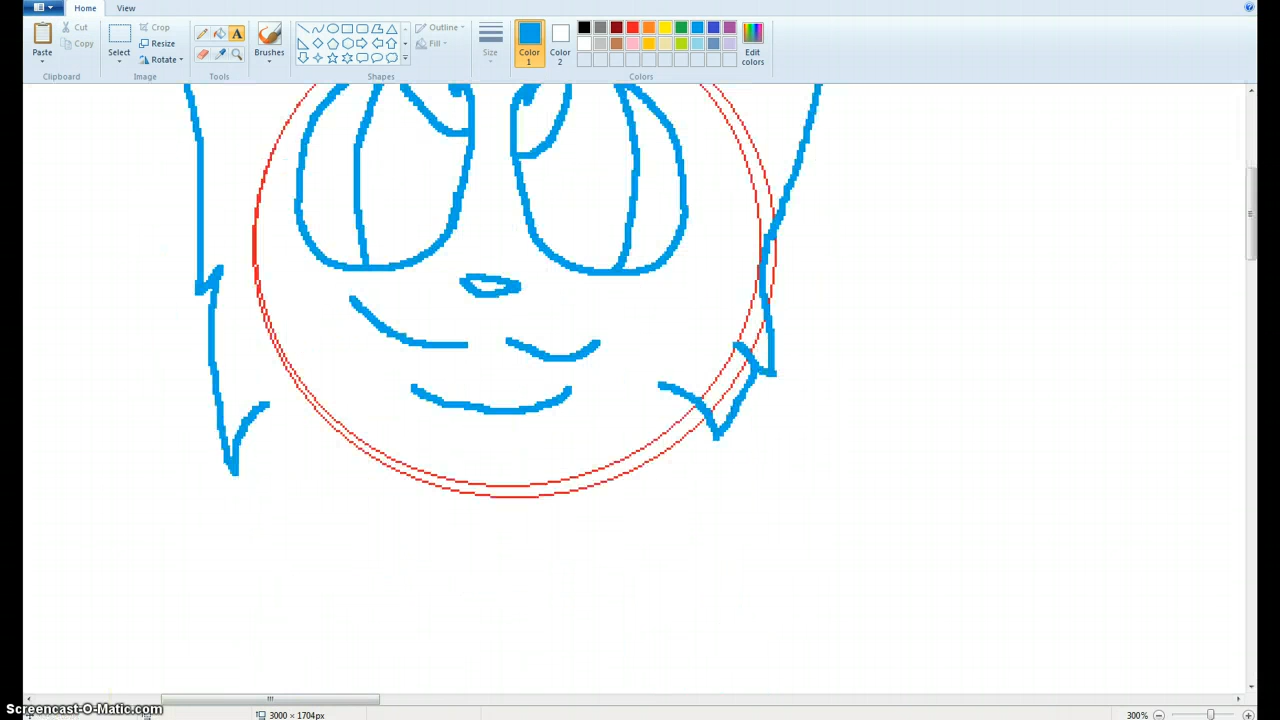 Home View
Paste
Cut
Copy
Clipboard
Select
Crop
Resize
Rotate
Image
A
Tools
Brushes
Shapes
Outline
Fill
Size
Color
1
Color
2
Colors
Edit
colors
Screencast-O-Matic.com
3000 × 1704px
300%